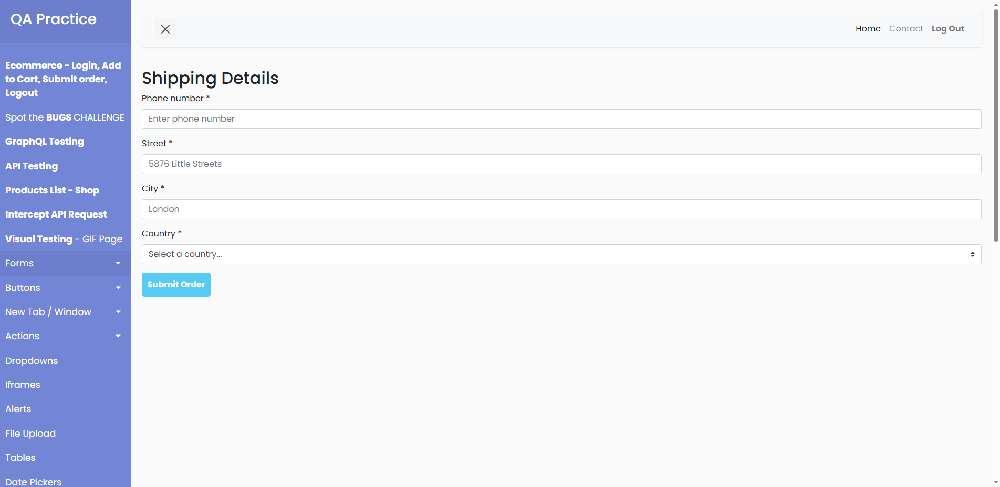 QA Practice
Ecommerce - Login, Add
to Cart, Submit order,
Logout
Spot the BUGS CHALLENGE
GraphQL Testing
API Testing
Products List - Shop
Intercept API Request
Visual Testing - GIF Page
Forms
Buttons
New Tab / Window
Actions
Dropdowns
Iframes
Alerts
File Upload
Tables
Date Pickers
Home Contact Log Out
Shipping Details
Phone number *
Enter phone number
Street *
5876 Little Streets
City *
London
Country *
Select a country...
Submit Order